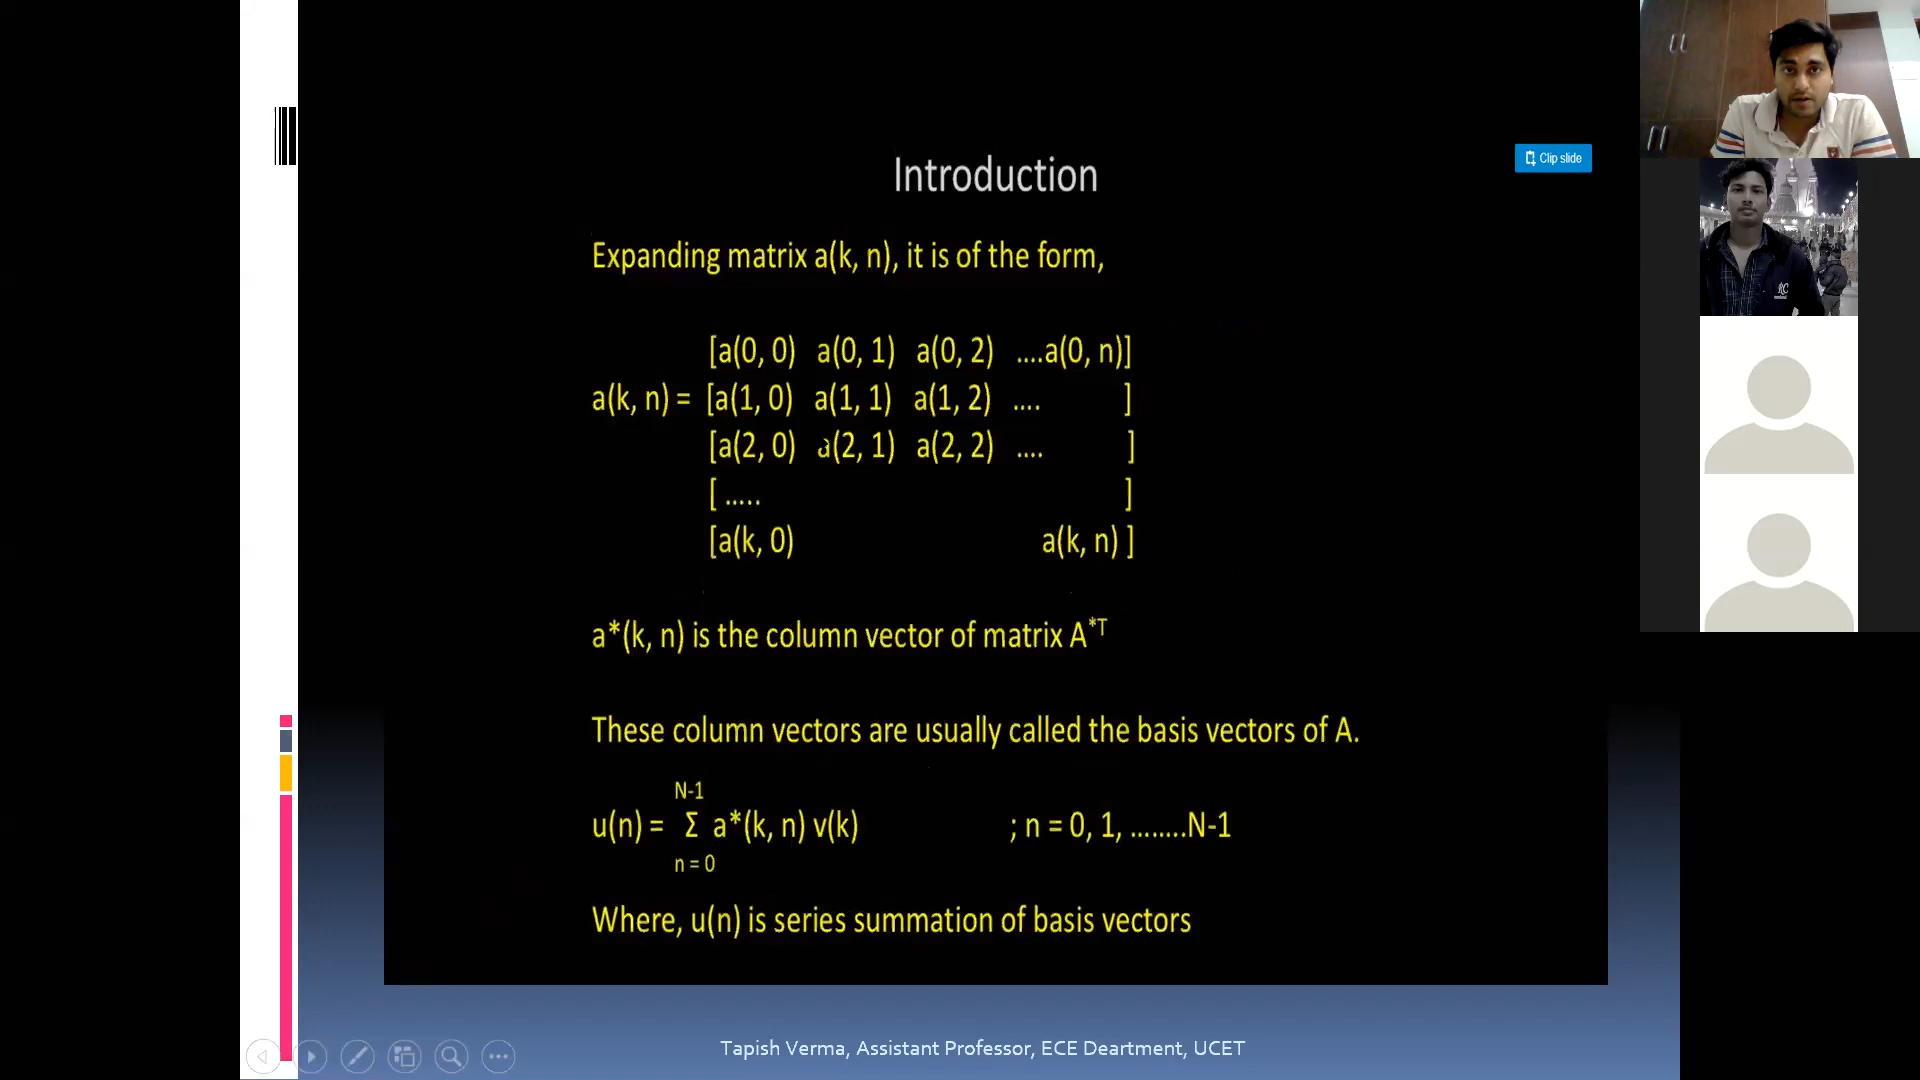 Introduction
Clip slide
Expanding matrix a(k, n), it is of the form,
[a(0, 0) a(0, 1) a(0, 2) ....a(0, n)]
a(k, n) = [a(1, 0) a(1, 1) a(1, 2) .... ]
[a(2, 0) a(2, 1) a(2, 2) .... ]
[ ..... ]
[a(k, 0) a(k, n) ]
a*(k, n) is the column vector of matrix A*T
These column vectors are usually called the basis vectors of A.
N-1
u(n) = Σ a*(k, n) v(k) ; n = 0, 1, ........N-1
n = 0
Where, u(n) is series summation of basis vectors
Tapish Verma, Assistant Professor, ECE Deartment, UCET